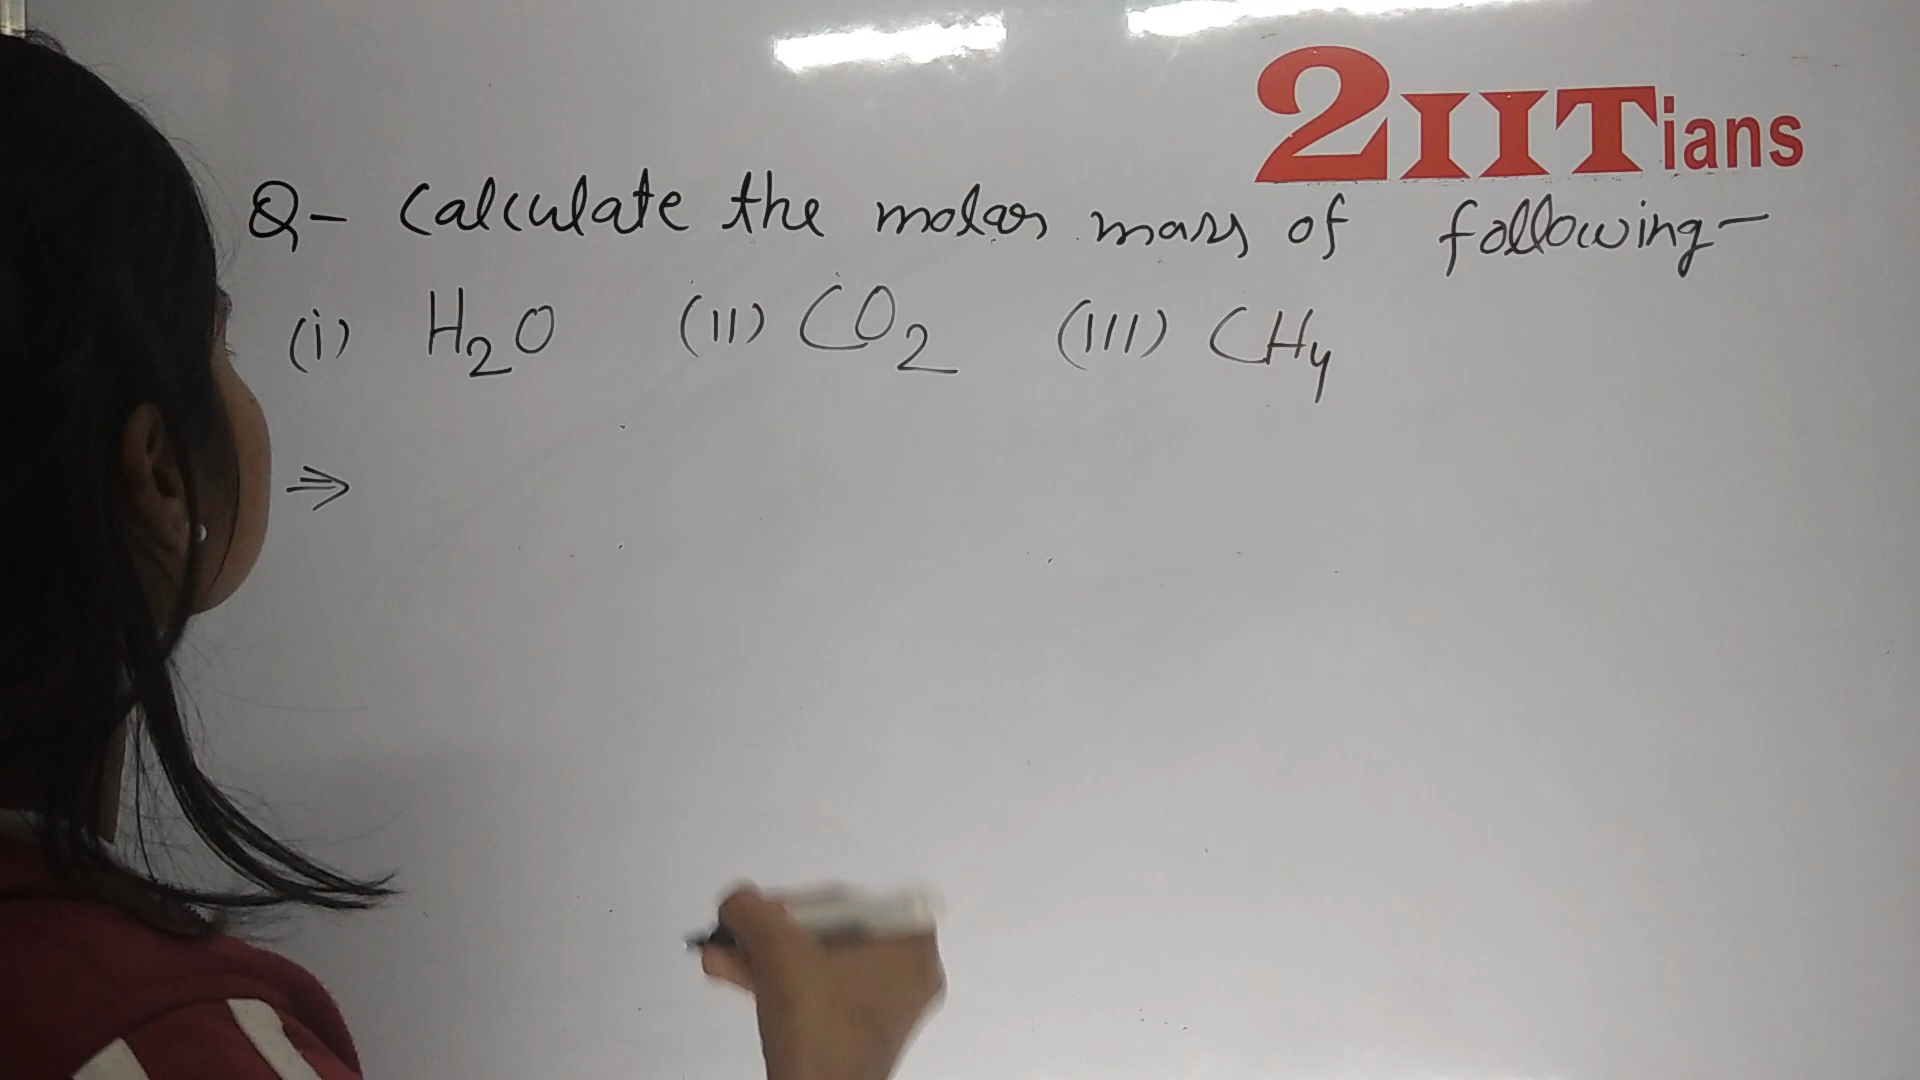 2IITians
Q- Calculate the molar mass of following-
(i) H₂O (II) CO₂ (III) CH₄
⇒